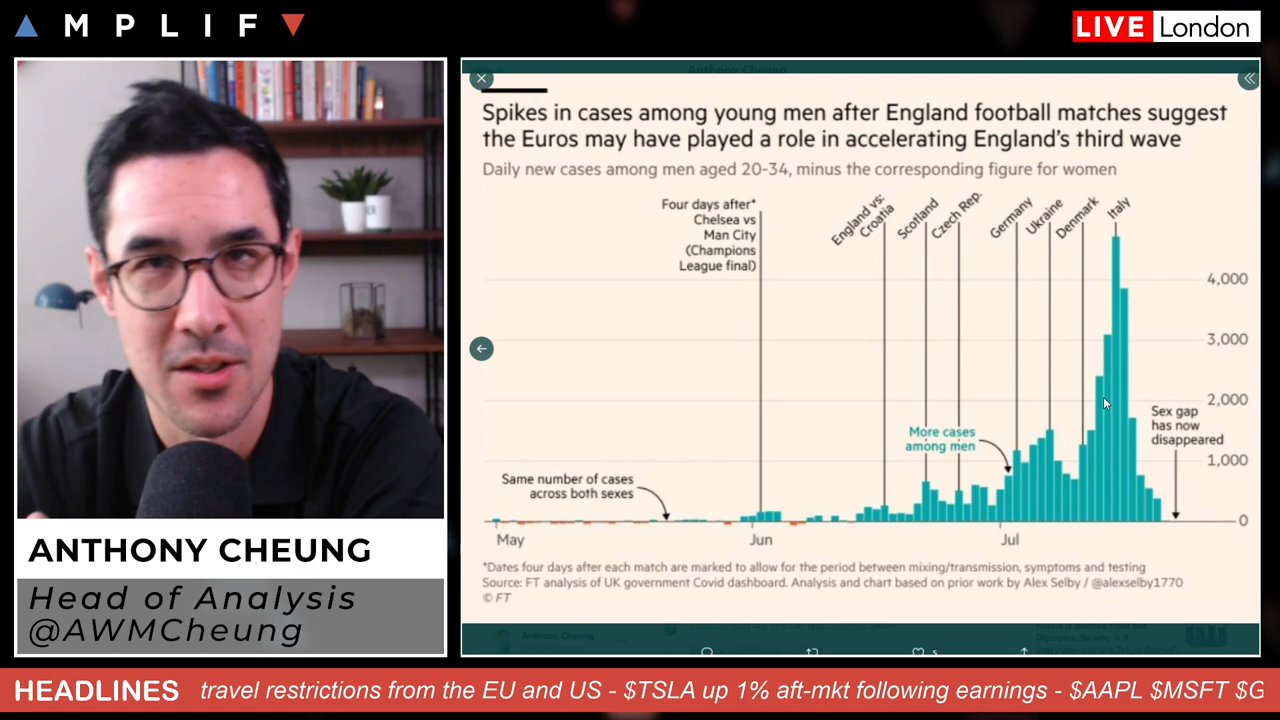 AMPLIFY
LIVE London
Anthony Cheung
Spikes in cases among young men after England football matches suggest
the Euros may have played a role in accelerating England's third wave
Daily new cases among men aged 20-34, minus the corresponding figure for women
Four days after*
Chelsea vs
Man City
(Champions
League final)
England vs:
Croatia
Scotland
Czech Rep.
Germany
Ukraine
Denmark
Italy
4,000
3,000
2,000
1,000
0
More cases
among men
Sex gap
has now
disappeared
Same number of cases
across both sexes
May
Jun
Jul
*Dates four days after each match are marked to allow for the period between mixing/transmission, symptoms and testing
Source: FT analysis of UK government Covid dashboard. Analysis and chart based on prior work by Alex Selby / @alexselby1770
© FT
Anthony Cheung
5
ANTHONY CHEUNG
Head of Analysis
@AWMCheung
HEADLINES travel restrictions from the EU and US - $TSLA up 1% aft-mkt following earnings - $AAPL $MSFT $G